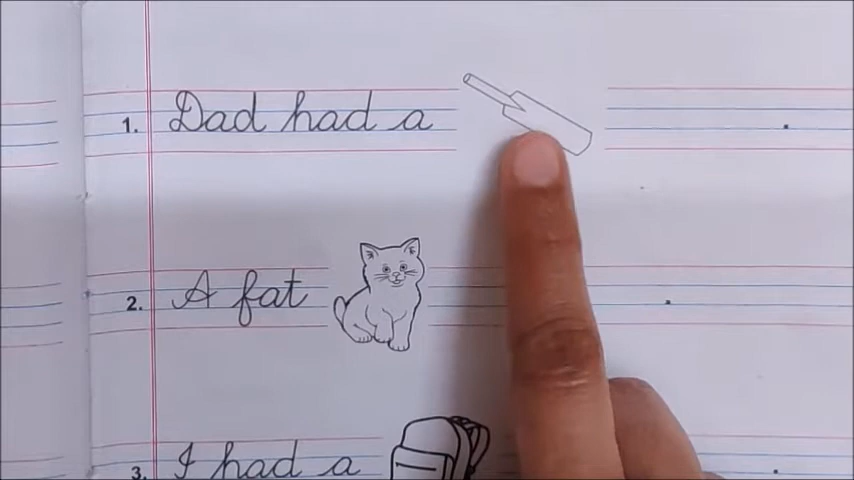 1. Dad had a .
2. A fat .
3. I had a .